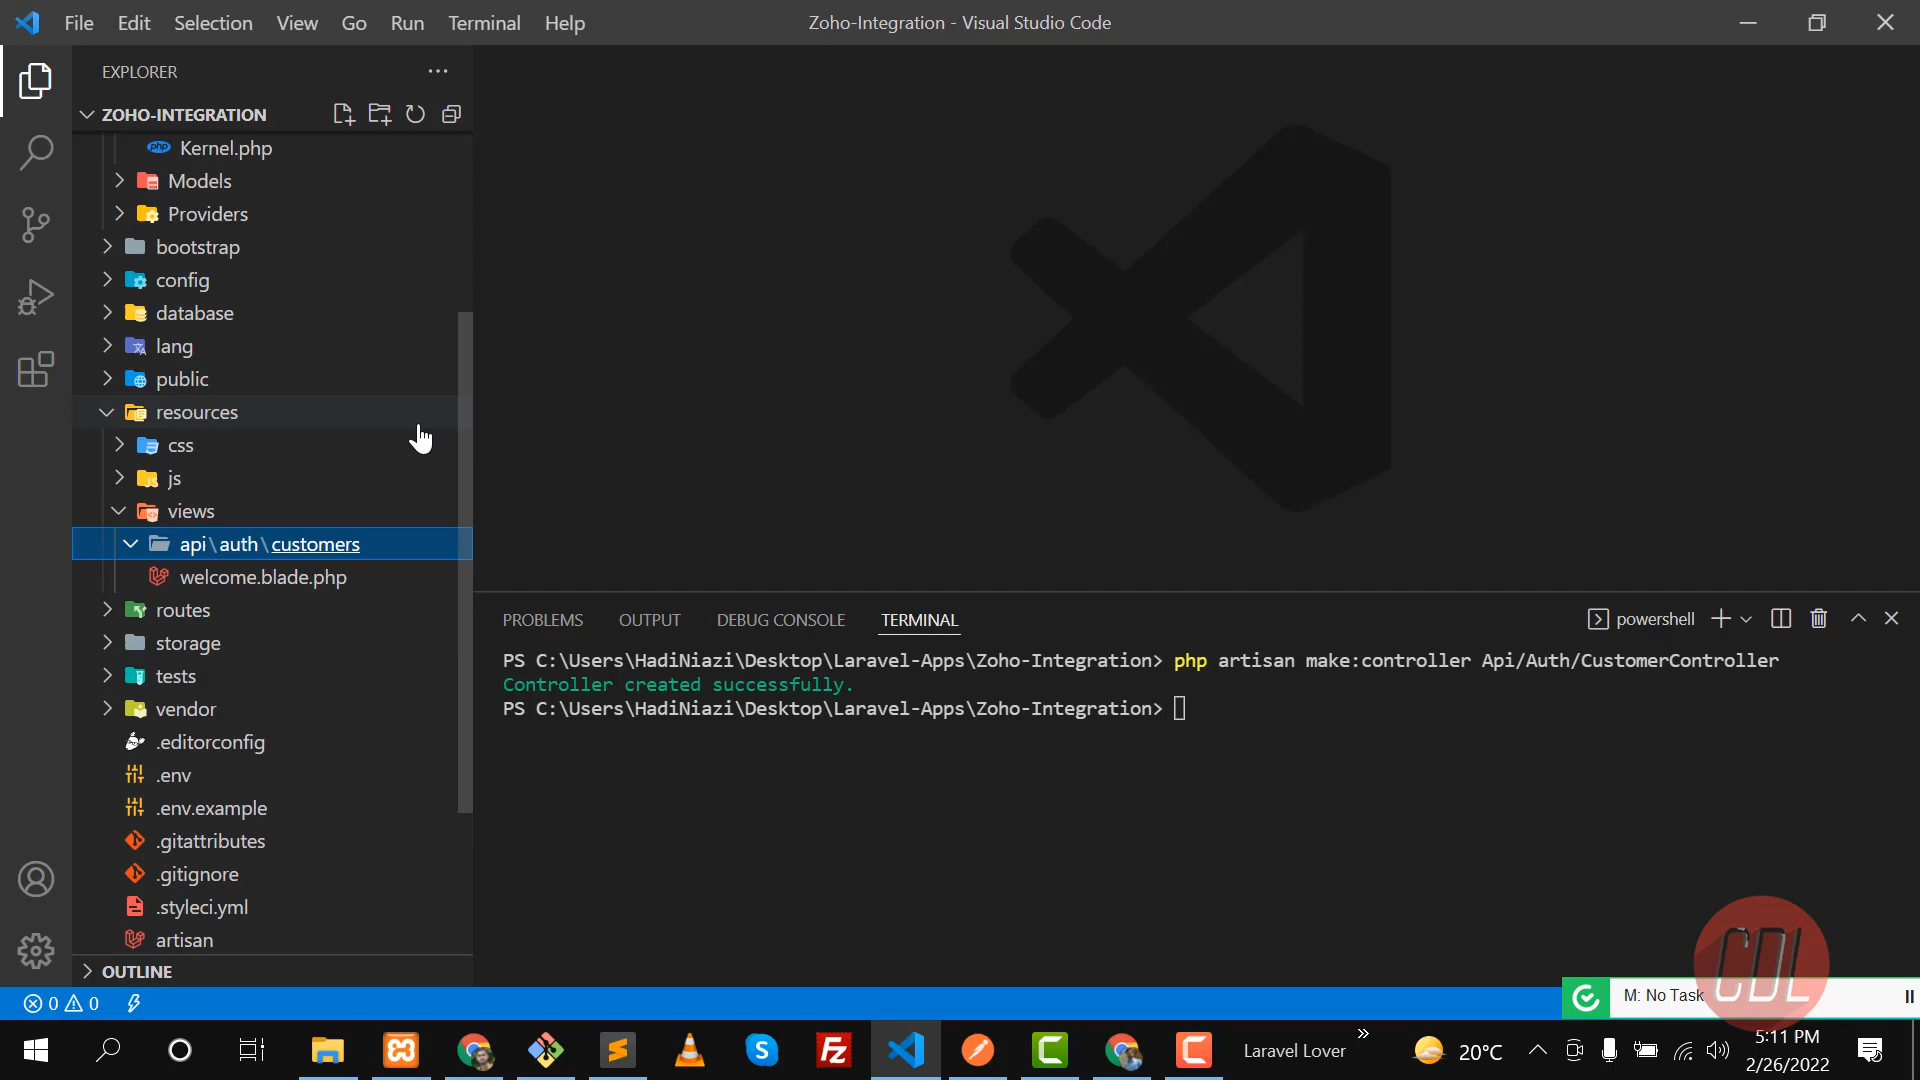 File Edit Selection View Go Run Terminal Help
Zoho-Integration - Visual Studio Code
EXPLORER
ZOHO-INTEGRATION
php Kernel.php
Models
Providers
bootstrap
config
database
lang
public
resources
css
js
views
api\auth\customers
welcome.blade.php
routes
storage
tests
vendor
.editorconfig
.env
.env.example
.gitattributes
.gitignore
.styleci.yml
artisan
OUTLINE
PROBLEMS OUTPUT DEBUG CONSOLE TERMINAL
powershell
PS C:\Users\HadiNiazi\Desktop\Laravel-Apps\Zoho-Integration> php artisan make:controller Api/Auth/CustomerController
Controller created successfully.
PS C:\Users\HadiNiazi\Desktop\Laravel-Apps\Zoho-Integration>
0 0
M: No Task
CDL
Laravel Lover
20°C
5:11 PM
2/26/2022